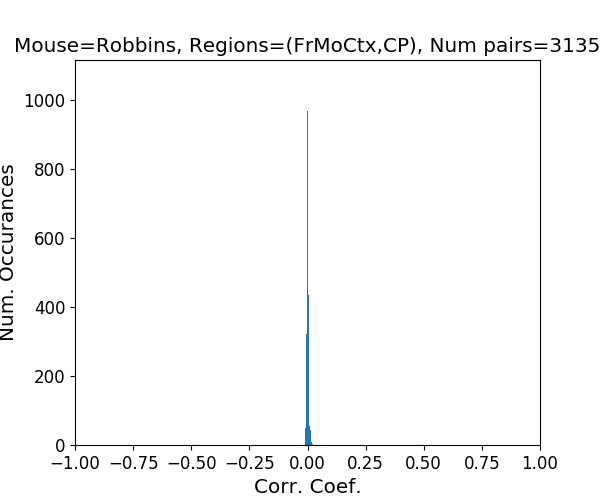 Mouse=Robbins, Regions=(FrMoCtx,CP), Num pairs=3135
1000
800
600
400
200
0
Num. Occurances
−1.00 −0.75 −0.50 −0.25 0.00 0.25 0.50 0.75 1.00
Corr. Coef.